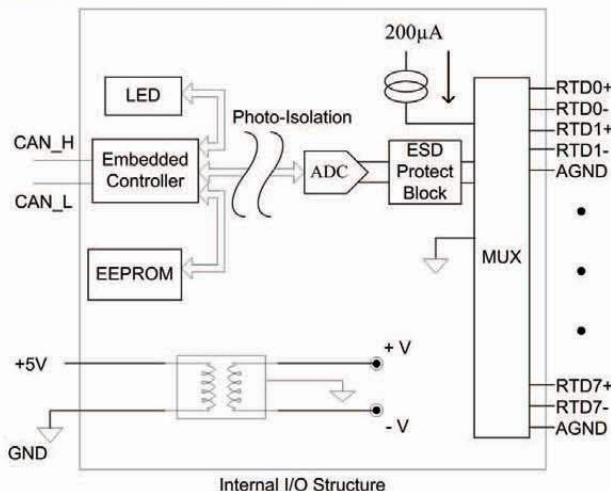 200µA
LED
Photo-Isolation
CAN_H
Embedded
Controller
CAN_L
ADC
ESD
Protect
Block
EEPROM
MUX
RTD0+
RTD0-
RTD1+
RTD1-
AGND
RTD7+
RTD7-
AGND
+5V
+ V
- V
GND
Internal I/O Structure